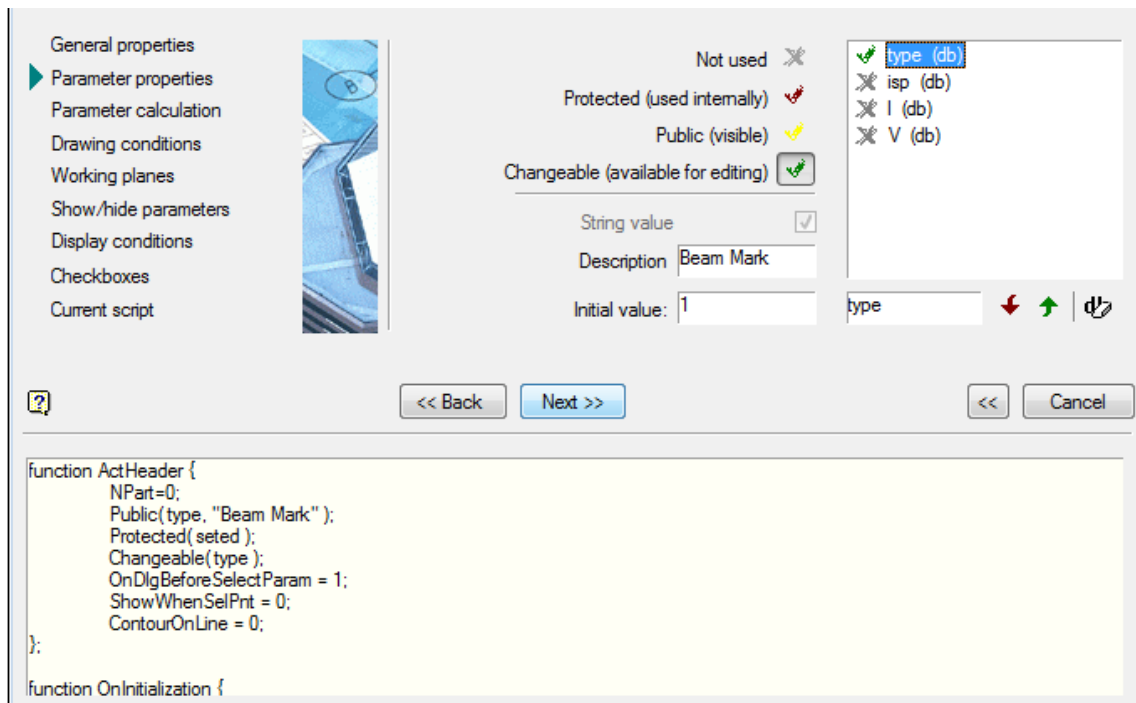 General properties
Parameter properties
Parameter calculation
Drawing conditions
Working planes
Show/hide parameters
Display conditions
Checkboxes
Current script
B
Not used
Protected (used internally)
Public (visible)
Changeable (available for editing)
String value
Description Beam Mark
Initial value: 1
type (db)
isp (db)
l (db)
V (db)
type
?
<< Back
Next >>
<<
Cancel
function ActHeader {
NPart=0;
Public( type, "Beam Mark" );
Protected( seted );
Changeable( type );
OnDlgBeforeSelectParam = 1;
ShowWhenSelPnt = 0;
ContourOnLine = 0;
};
function OnInitialization {